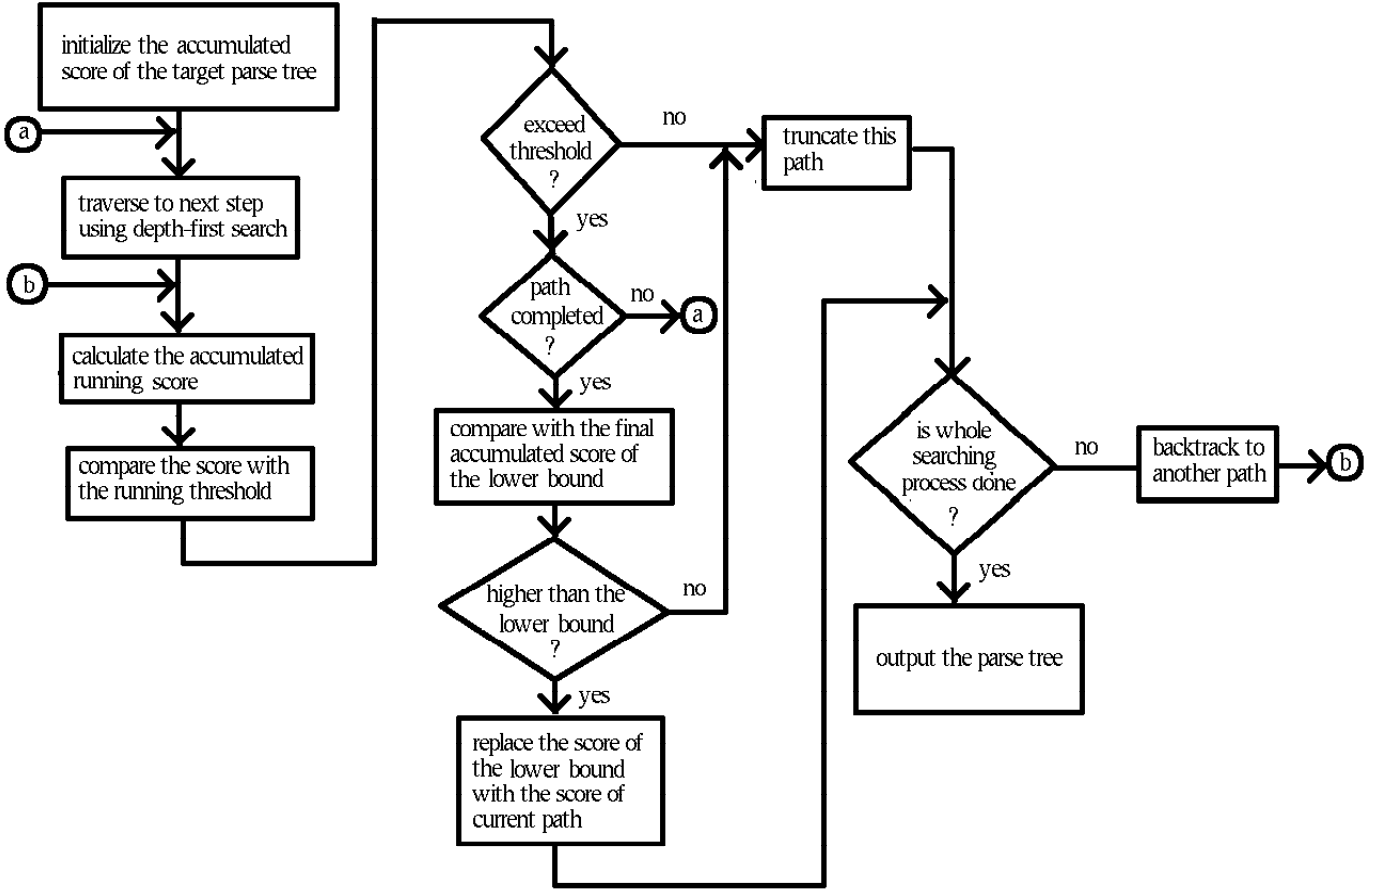 initialize the accumulated
score of the target parse tree
a
traverse to next step
using depth-first search
b
calculate the accumulated
running score
compare the score with
the running threshold
exceed
threshold
?
no
yes
path
completed
?
no
a
yes
compare with the final
accumulated score of
the lower bound
higher than the
lower bound
?
no
yes
replace the score of
the lower bound
with the score of
current path
truncate this
path
is whole
searching
process done
?
no
backtrack to
another path
b
yes
output the parse tree